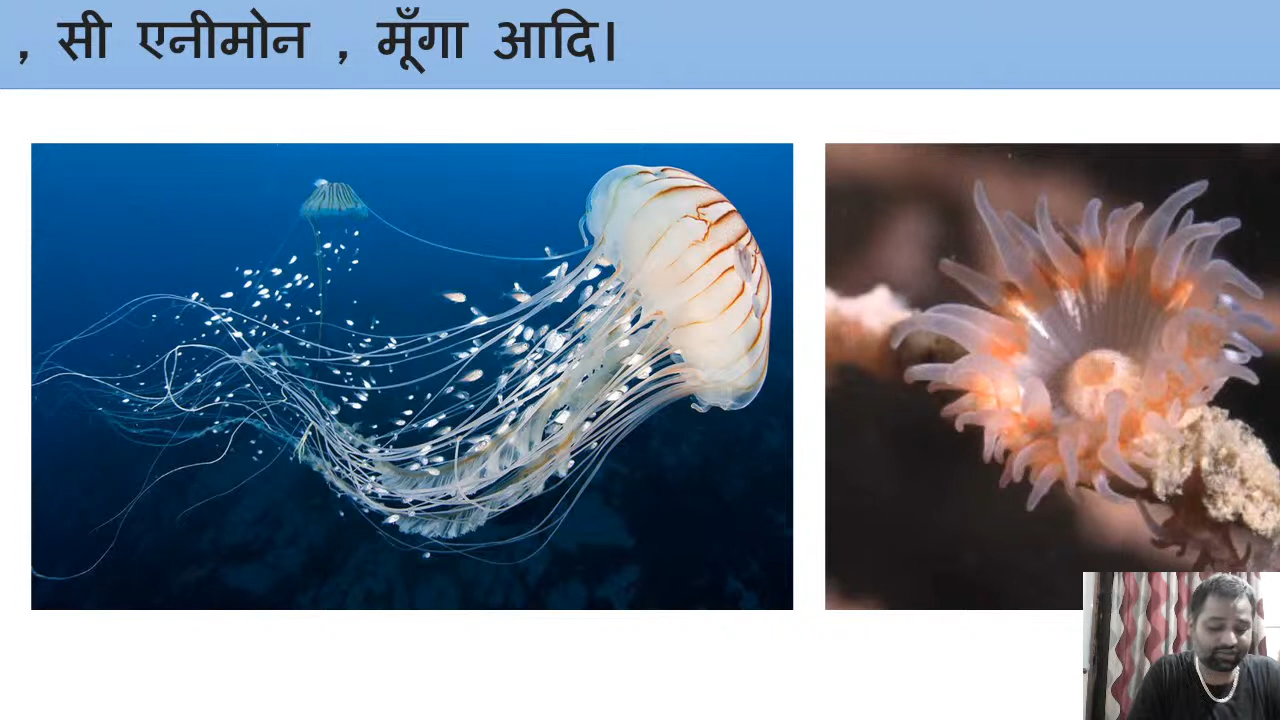 , सी एनीमोन , मूँगा आदि।